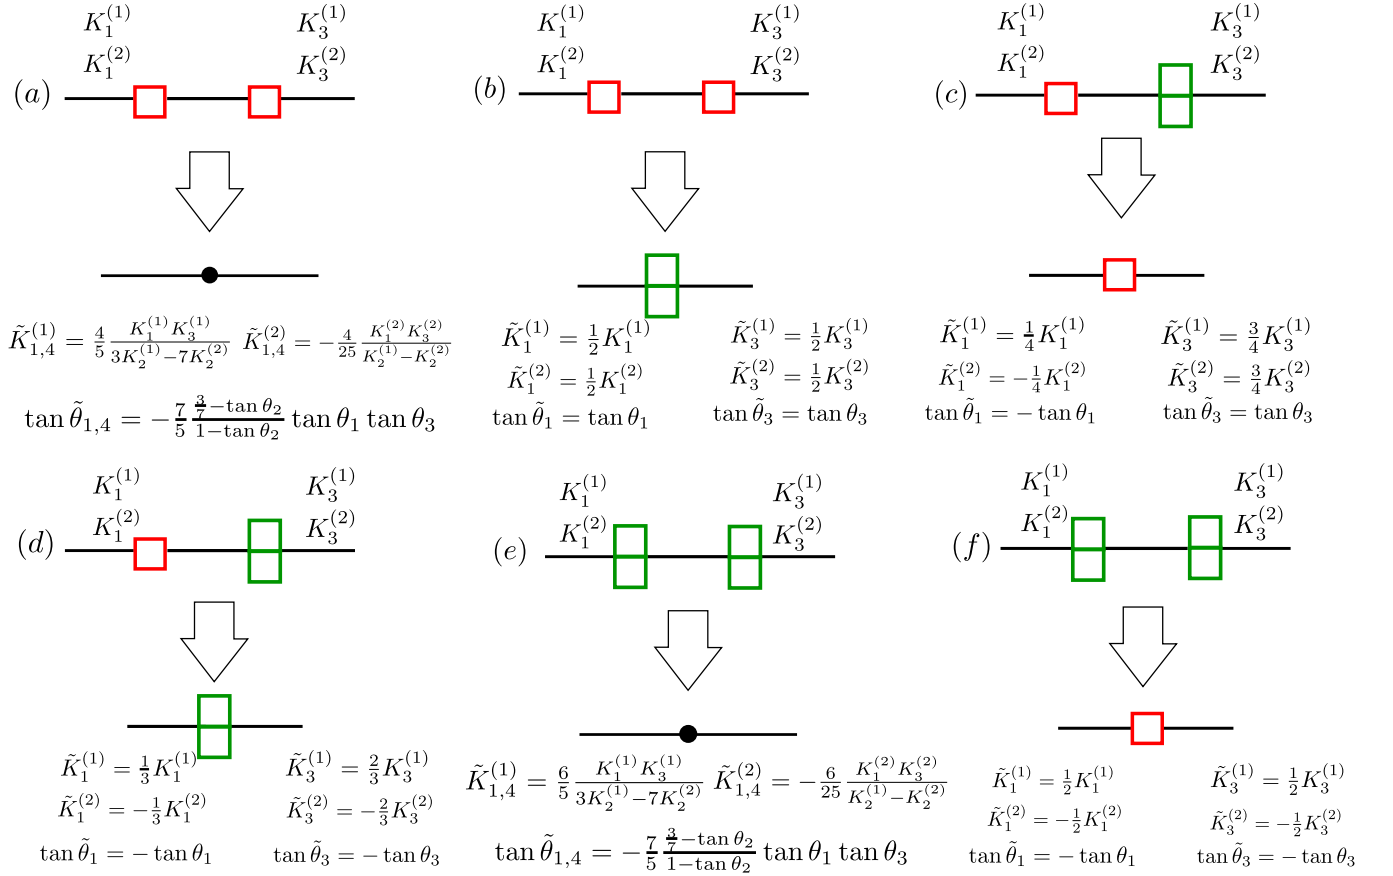 (a) K_1^{(1)} K_3^{(1)}
K_1^{(2)} K_3^{(2)}
\tilde{K}_{1,4}^{(1)} = \frac{4}{5} \frac{K_1^{(1)} K_3^{(1)}}{3K_2^{(1)} - 7K_2^{(2)}} \tilde{K}_{1,4}^{(2)} = -\frac{4}{25} \frac{K_1^{(2)} K_3^{(2)}}{K_2^{(1)} - K_2^{(2)}}
\tan \tilde{\theta}_{1,4} = -\frac{7}{5} \frac{\frac{3}{7} - \tan \theta_2}{1 - \tan \theta_2} \tan \theta_1 \tan \theta_3
(b) K_1^{(1)} K_3^{(1)}
K_1^{(2)} K_3^{(2)}
\tilde{K}_1^{(1)} = \frac{1}{2} K_1^{(1)} \tilde{K}_3^{(1)} = \frac{1}{2} K_3^{(1)}
\tilde{K}_1^{(2)} = \frac{1}{2} K_1^{(2)} \tilde{K}_3^{(2)} = \frac{1}{2} K_3^{(2)}
\tan \tilde{\theta}_1 = \tan \theta_1 \tan \tilde{\theta}_3 = \tan \theta_3
(c) K_1^{(1)} K_3^{(1)}
K_1^{(2)} K_3^{(2)}
\tilde{K}_1^{(1)} = \frac{1}{4} K_1^{(1)} \tilde{K}_3^{(1)} = \frac{3}{4} K_3^{(1)}
\tilde{K}_1^{(2)} = -\frac{1}{4} K_1^{(2)} \tilde{K}_3^{(2)} = \frac{3}{4} K_3^{(2)}
\tan \tilde{\theta}_1 = -\tan \theta_1 \tan \tilde{\theta}_3 = \tan \theta_3
(d) K_1^{(1)} K_3^{(1)}
K_1^{(2)} K_3^{(2)}
\tilde{K}_1^{(1)} = \frac{1}{3} K_1^{(1)} \tilde{K}_3^{(1)} = \frac{2}{3} K_3^{(1)}
\tilde{K}_1^{(2)} = -\frac{1}{3} K_1^{(2)} \tilde{K}_3^{(2)} = -\frac{2}{3} K_3^{(2)}
\tan \tilde{\theta}_1 = -\tan \theta_1 \tan \tilde{\theta}_3 = -\tan \theta_3
(e) K_1^{(1)} K_3^{(1)}
K_1^{(2)} K_3^{(2)}
\tilde{K}_{1,4}^{(1)} = \frac{6}{5} \frac{K_1^{(1)} K_3^{(1)}}{3K_2^{(1)} - 7K_2^{(2)}} \tilde{K}_{1,4}^{(2)} = -\frac{6}{25} \frac{K_1^{(2)} K_3^{(2)}}{K_2^{(1)} - K_2^{(2)}}
\tan \tilde{\theta}_{1,4} = -\frac{7}{5} \frac{\frac{3}{7} - \tan \theta_2}{1 - \tan \theta_2} \tan \theta_1 \tan \theta_3
(f) K_1^{(1)} K_3^{(1)}
K_1^{(2)} K_3^{(2)}
\tilde{K}_1^{(1)} = \frac{1}{2} K_1^{(1)} \tilde{K}_3^{(1)} = \frac{1}{2} K_3^{(1)}
\tilde{K}_1^{(2)} = -\frac{1}{2} K_1^{(2)} \tilde{K}_3^{(2)} = -\frac{1}{2} K_3^{(2)}
\tan \tilde{\theta}_1 = -\tan \theta_1 \tan \tilde{\theta}_3 = -\tan \theta_3